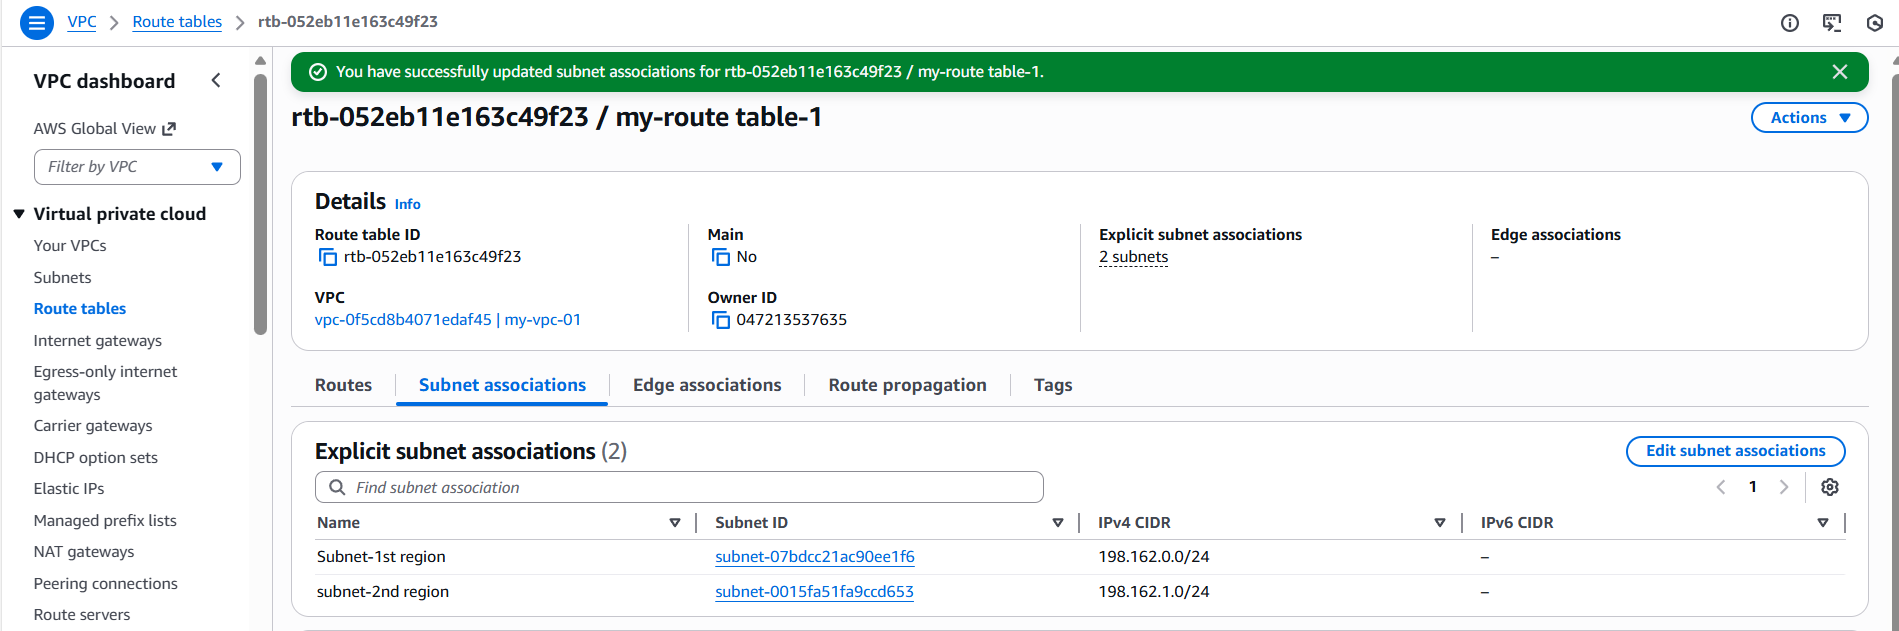 VPC > Route tables > rtb-052eb11e163c49f23
You have successfully updated subnet associations for rtb-052eb11e163c49f23 / my-route table-1.
VPC dashboard
AWS Global View
Filter by VPC
Virtual private cloud
Your VPCs
Subnets
Route tables
Internet gateways
Egress-only internet
gateways
Carrier gateways
DHCP option sets
Elastic IPs
Managed prefix lists
NAT gateways
Peering connections
Route servers
rtb-052eb11e163c49f23 / my-route table-1
Actions
Details Info
Route table ID
rtb-052eb11e163c49f23
Main
No
Explicit subnet associations
2 subnets
Edge associations
–
VPC
vpc-0f5cd8b4071edaf45 | my-vpc-01
Owner ID
047213537635
Routes Subnet associations Edge associations Route propagation Tags
Explicit subnet associations (2)
Edit subnet associations
Find subnet association
1
Name Subnet ID IPv4 CIDR IPv6 CIDR
Subnet-1st region subnet-07bdcc21ac90ee1f6 198.162.0.0/24 –
subnet-2nd region subnet-0015fa51fa9ccd653 198.162.1.0/24 –